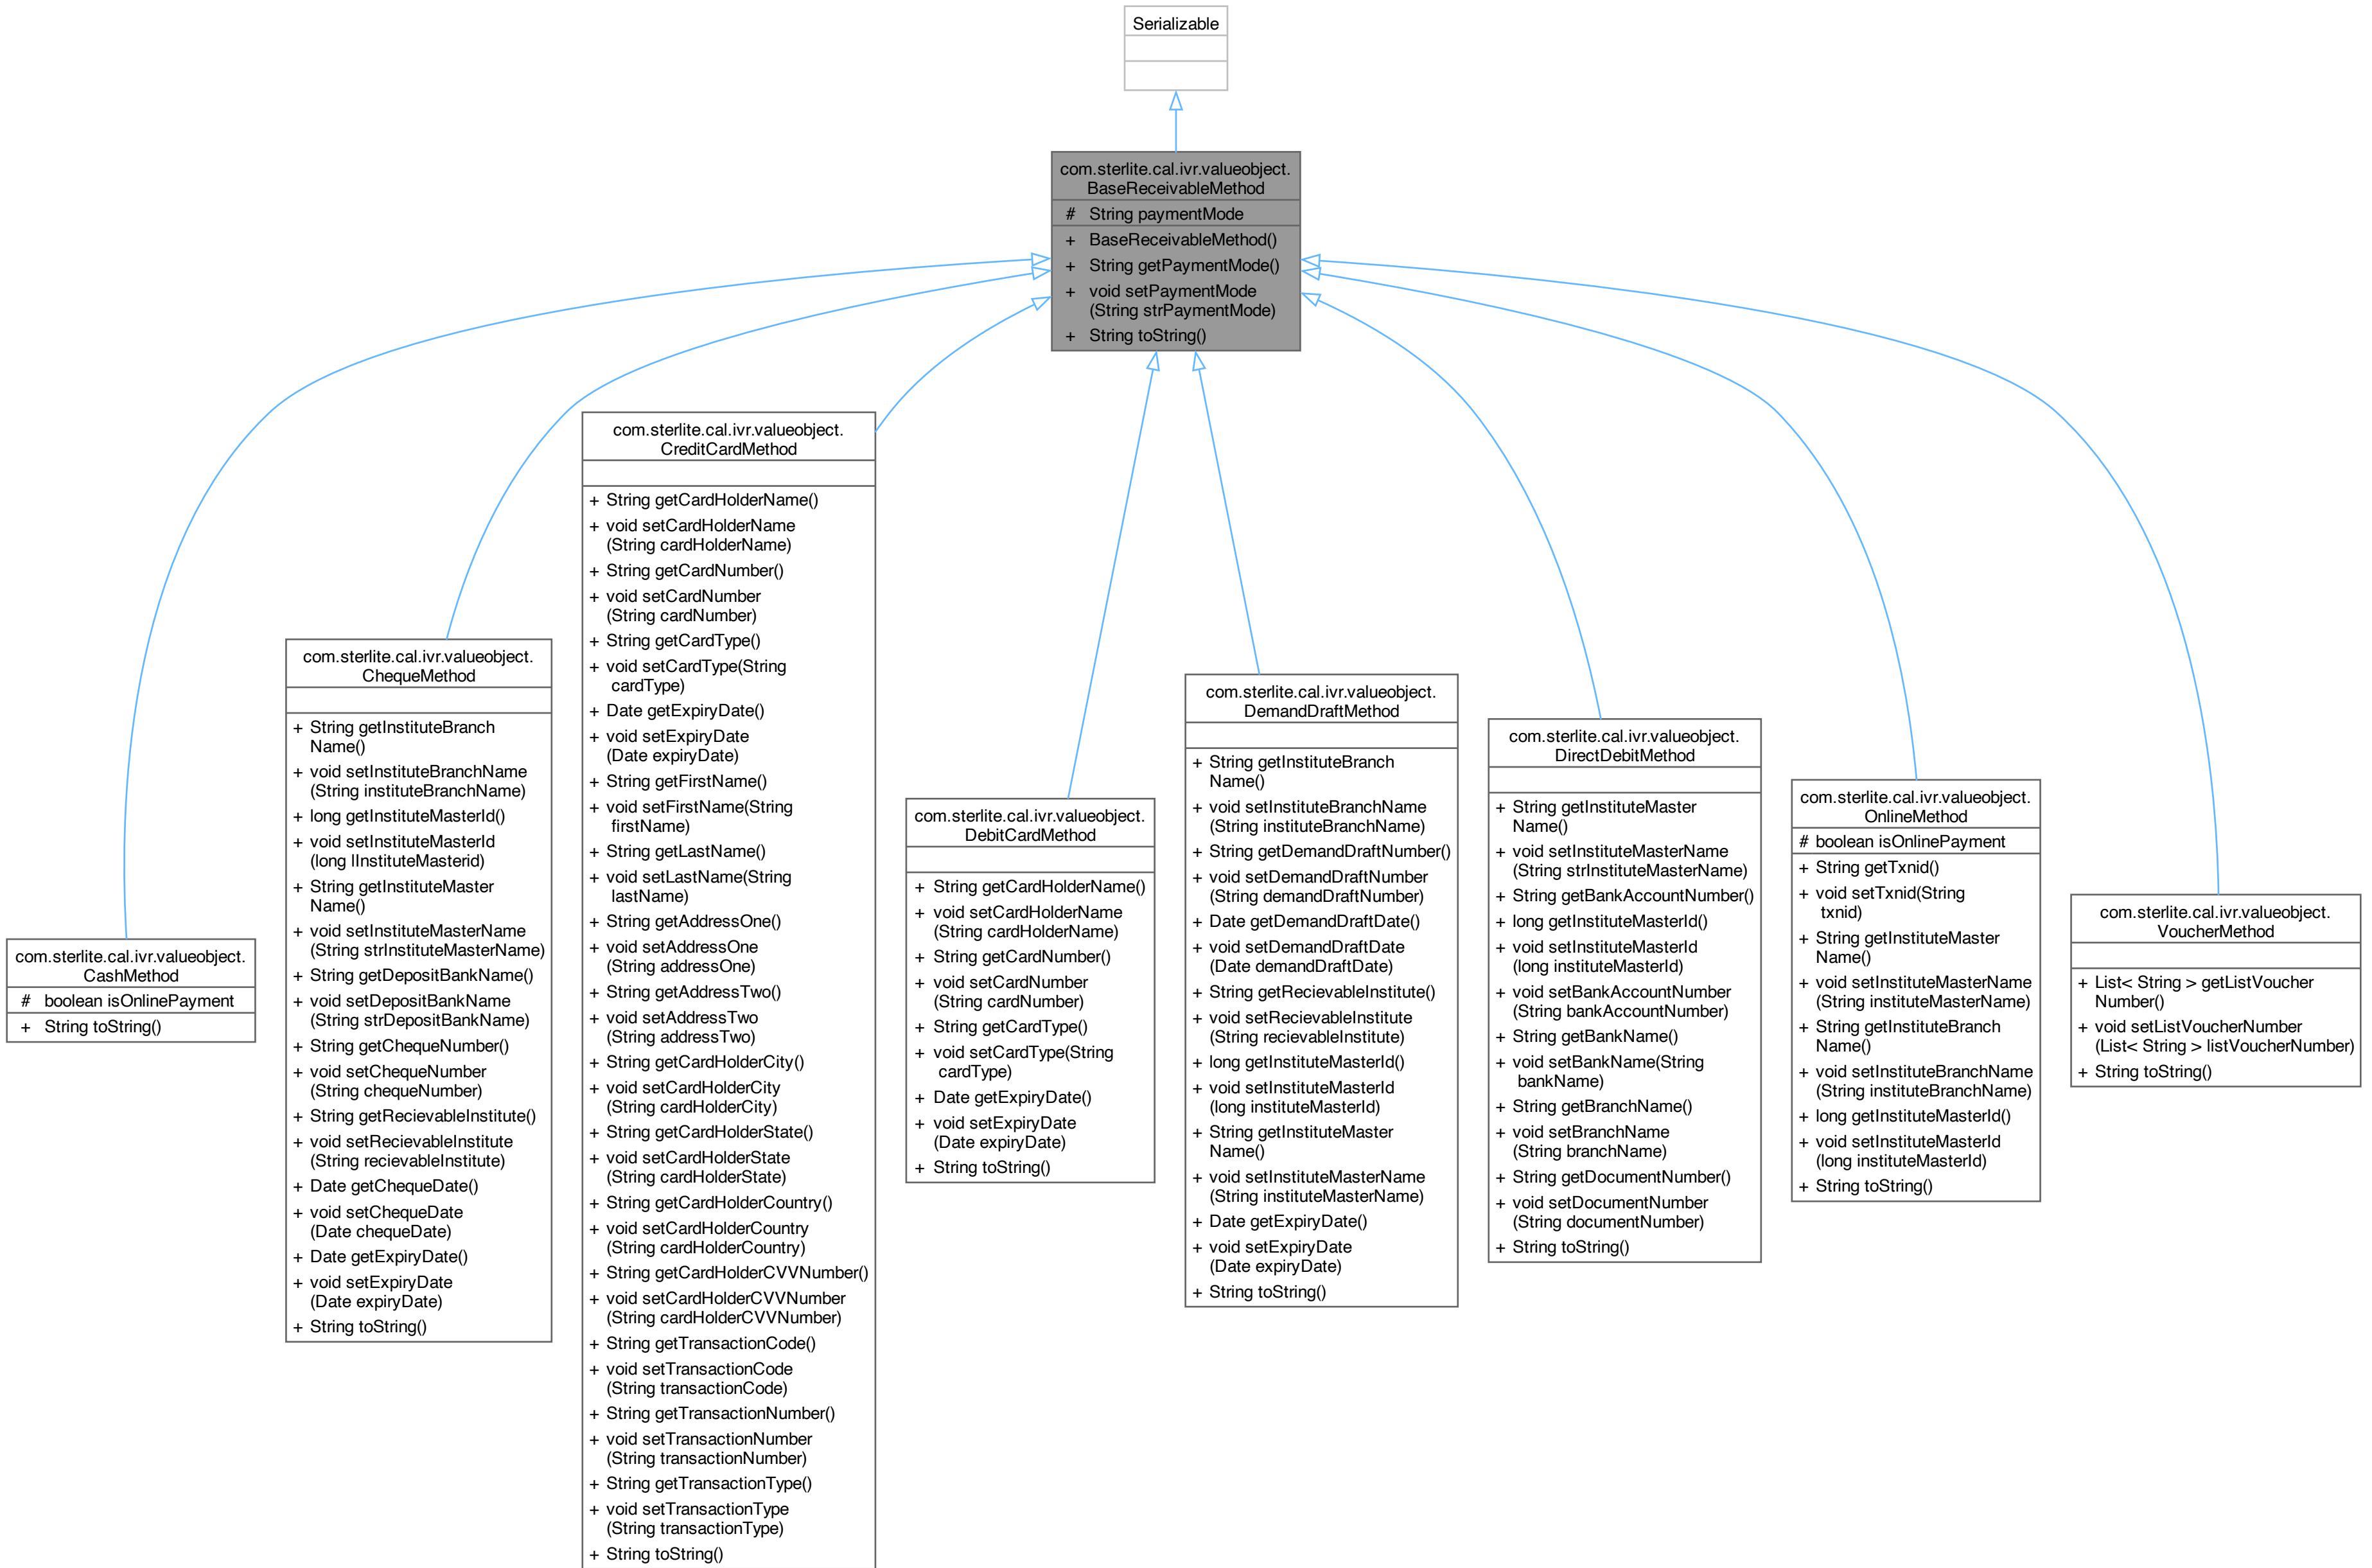 Serializable
com.sterlite.cal.ivr.valueobject.
BaseReceivableMethod
# String paymentMode
+ BaseReceivableMethod()
+ String getPaymentMode()
+ void setPaymentMode
(String strPaymentMode)
+ String toString()
com.sterlite.cal.ivr.valueobject.
CashMethod
# boolean isOnlinePayment
+ String toString()
com.sterlite.cal.ivr.valueobject.
ChequeMethod
+ String getInstituteBranch
Name()
+ void setInstituteBranchName
(String instituteBranchName)
+ long getInstituteMasterId()
+ void setInstituteMasterId
(long lInstituteMasterid)
+ String getInstituteMaster
Name()
+ void setInstituteMasterName
(String strInstituteMasterName)
+ String getDepositBankName()
+ void setDepositBankName
(String strDepositBankName)
+ String getChequeNumber()
+ void setChequeNumber
(String chequeNumber)
+ String getRecievableInstitute()
+ void setRecievableInstitute
(String recievableInstitute)
+ Date getChequeDate()
+ void setChequeDate
(Date chequeDate)
+ Date getExpiryDate()
+ void setExpiryDate
(Date expiryDate)
+ String toString()
com.sterlite.cal.ivr.valueobject.
CreditCardMethod
+ String getCardHolderName()
+ void setCardHolderName
(String cardHolderName)
+ String getCardNumber()
+ void setCardNumber
(String cardNumber)
+ String getCardType()
+ void setCardType(String
cardType)
+ Date getExpiryDate()
+ void setExpiryDate
(Date expiryDate)
+ String getFirstName()
+ void setFirstName(String
firstName)
+ String getLastName()
+ void setLastName(String
lastName)
+ String getAddressOne()
+ void setAddressOne
(String addressOne)
+ String getAddressTwo()
+ void setAddressTwo
(String addressTwo)
+ String getCardHolderCity()
+ void setCardHolderCity
(String cardHolderCity)
+ String getCardHolderState()
+ void setCardHolderState
(String cardHolderState)
+ String getCardHolderCountry()
+ void setCardHolderCountry
(String cardHolderCountry)
+ String getCardHolderCVVNumber()
+ void setCardHolderCVVNumber
(String cardHolderCVVNumber)
+ String getTransactionCode()
+ void setTransactionCode
(String transactionCode)
+ String getTransactionNumber()
+ void setTransactionNumber
(String transactionNumber)
+ String getTransactionType()
+ void setTransactionType
(String transactionType)
+ String toString()
com.sterlite.cal.ivr.valueobject.
DebitCardMethod
+ String getCardHolderName()
+ void setCardHolderName
(String cardHolderName)
+ String getCardNumber()
+ void setCardNumber
(String cardNumber)
+ String getCardType()
+ void setCardType(String
cardType)
+ Date getExpiryDate()
+ void setExpiryDate
(Date expiryDate)
+ String toString()
com.sterlite.cal.ivr.valueobject.
DemandDraftMethod
+ String getInstituteBranch
Name()
+ void setInstituteBranchName
(String instituteBranchName)
+ String getDemandDraftNumber()
+ void setDemandDraftNumber
(String demandDraftNumber)
+ Date getDemandDraftDate()
+ void setDemandDraftDate
(Date demandDraftDate)
+ String getRecievableInstitute()
+ void setRecievableInstitute
(String recievableInstitute)
+ long getInstituteMasterId()
+ void setInstituteMasterId
(long instituteMasterId)
+ String getInstituteMaster
Name()
+ void setInstituteMasterName
(String instituteMasterName)
+ Date getExpiryDate()
+ void setExpiryDate
(Date expiryDate)
+ String toString()
com.sterlite.cal.ivr.valueobject.
DirectDebitMethod
+ String getInstituteMaster
Name()
+ void setInstituteMasterName
(String strInstituteMasterName)
+ String getBankAccountNumber()
+ long getInstituteMasterId()
+ void setInstituteMasterId
(long instituteMasterId)
+ void setBankAccountNumber
(String bankAccountNumber)
+ String getBankName()
+ void setBankName(String
bankName)
+ String getBranchName()
+ void setBranchName
(String branchName)
+ String getDocumentNumber()
+ void setDocumentNumber
(String documentNumber)
+ String toString()
com.sterlite.cal.ivr.valueobject.
OnlineMethod
# boolean isOnlinePayment
+ String getTxnid()
+ void setTxnid(String
txnid)
+ String getInstituteMaster
Name()
+ void setInstituteMasterName
(String instituteMasterName)
+ String getInstituteBranch
Name()
+ void setInstituteBranchName
(String instituteBranchName)
+ long getInstituteMasterId()
+ void setInstituteMasterId
(long instituteMasterId)
+ String toString()
com.sterlite.cal.ivr.valueobject.
VoucherMethod
+ List< String > getListVoucher
Number()
+ void setListVoucherNumber
(List< String > listVoucherNumber)
+ String toString()